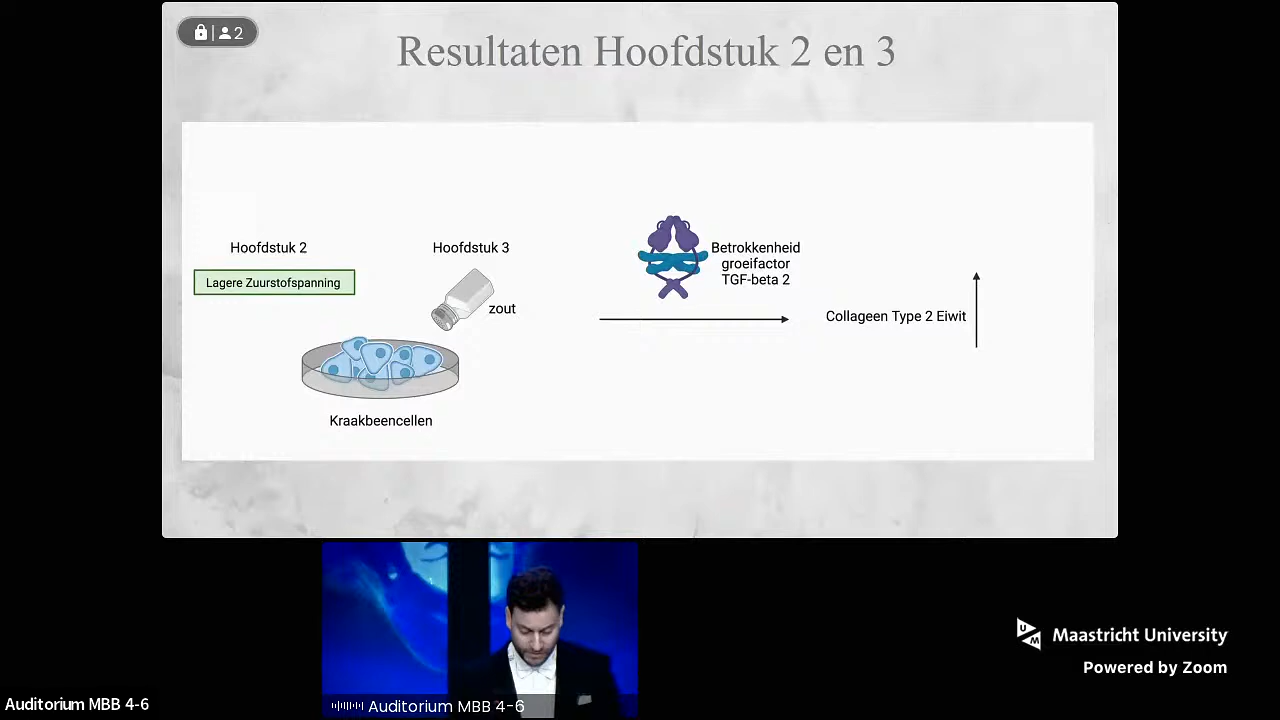 2
Resultaten Hoofdstuk 2 en 3
Hoofdstuk 2
Lagere Zuurstofspanning
Hoofdstuk 3
zout
Kraakbeencellen
Betrokkenheid
groeifactor
TGF-beta 2
Collageen Type 2 Eiwit
UM
Maastricht University
Powered by Zoom
Auditorium MBB 4-6
Auditorium MBB 4-6